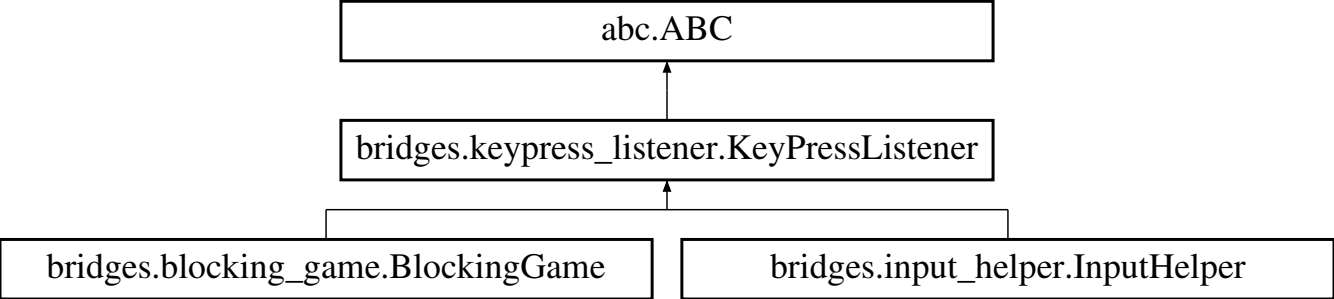 abc.ABC
bridges.keypress_listener.KeyPressListener
bridges.blocking_game.BlockingGame
bridges.input_helper.InputHelper